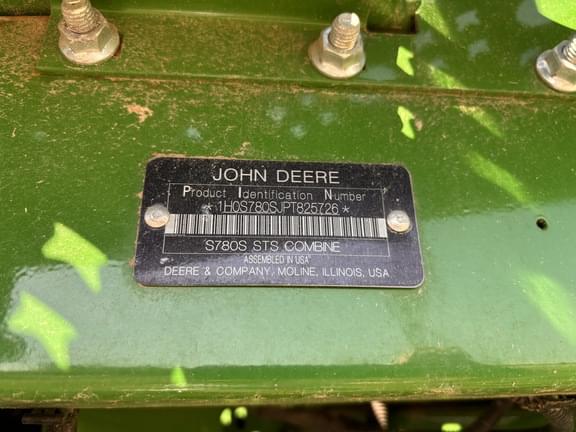 JOHN DEERE
Product Identification Number
*1H0S780SJPT825726*
S780S STS COMBINE
ASSEMBLED IN USA
DEERE & COMPANY, MOLINE, ILLINOIS, USA